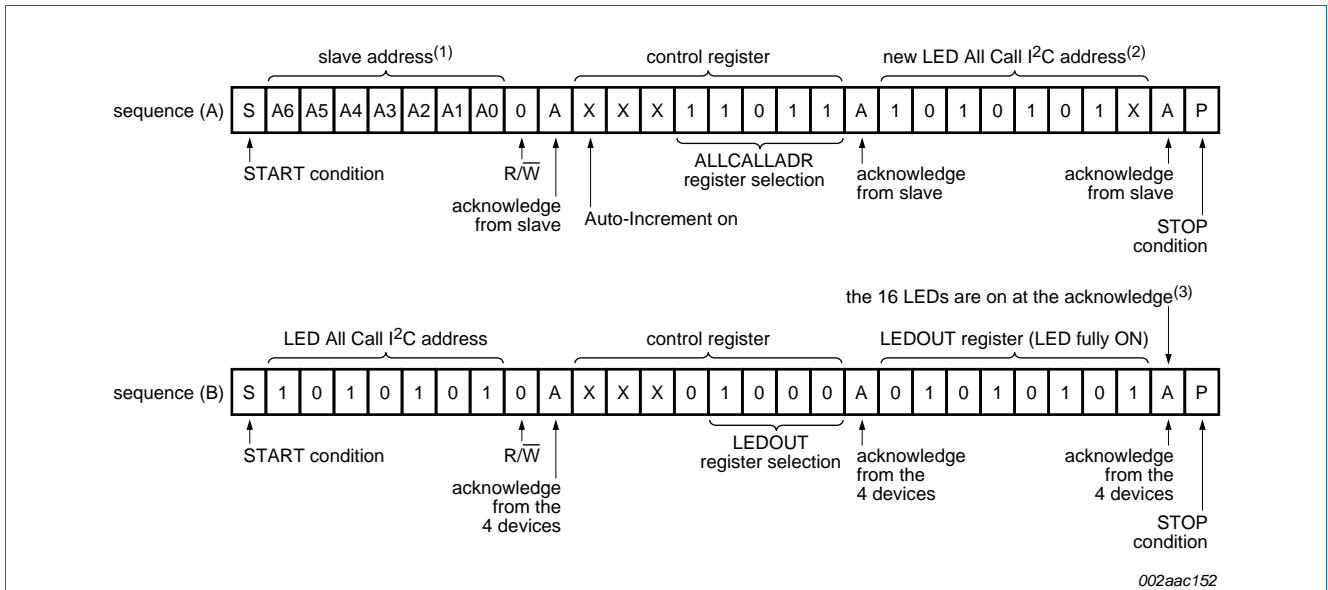 slave address(1) control register new LED All Call I2C address(2)
sequence (A) S A6 A5 A4 A3 A2 A1 A0 0 A X X X 1 1 0 1 1 A 1 0 1 0 1 0 1 X A P
START condition R/W ALLCALLADR register selection acknowledge from slave acknowledge from slave
acknowledge from slave Auto-Increment on
STOP condition
the 16 LEDs are on at the acknowledge(3)
LED All Call I2C address control register LEDOUT register (LED fully ON)
sequence (B) S 1 0 1 0 1 0 1 0 A X X X 0 1 0 0 0 A 0 1 0 1 0 1 0 1 A P
START condition R/W LEDOUT register selection acknowledge from the 4 devices acknowledge from the 4 devices
acknowledge from the 4 devices
STOP condition
002aac152